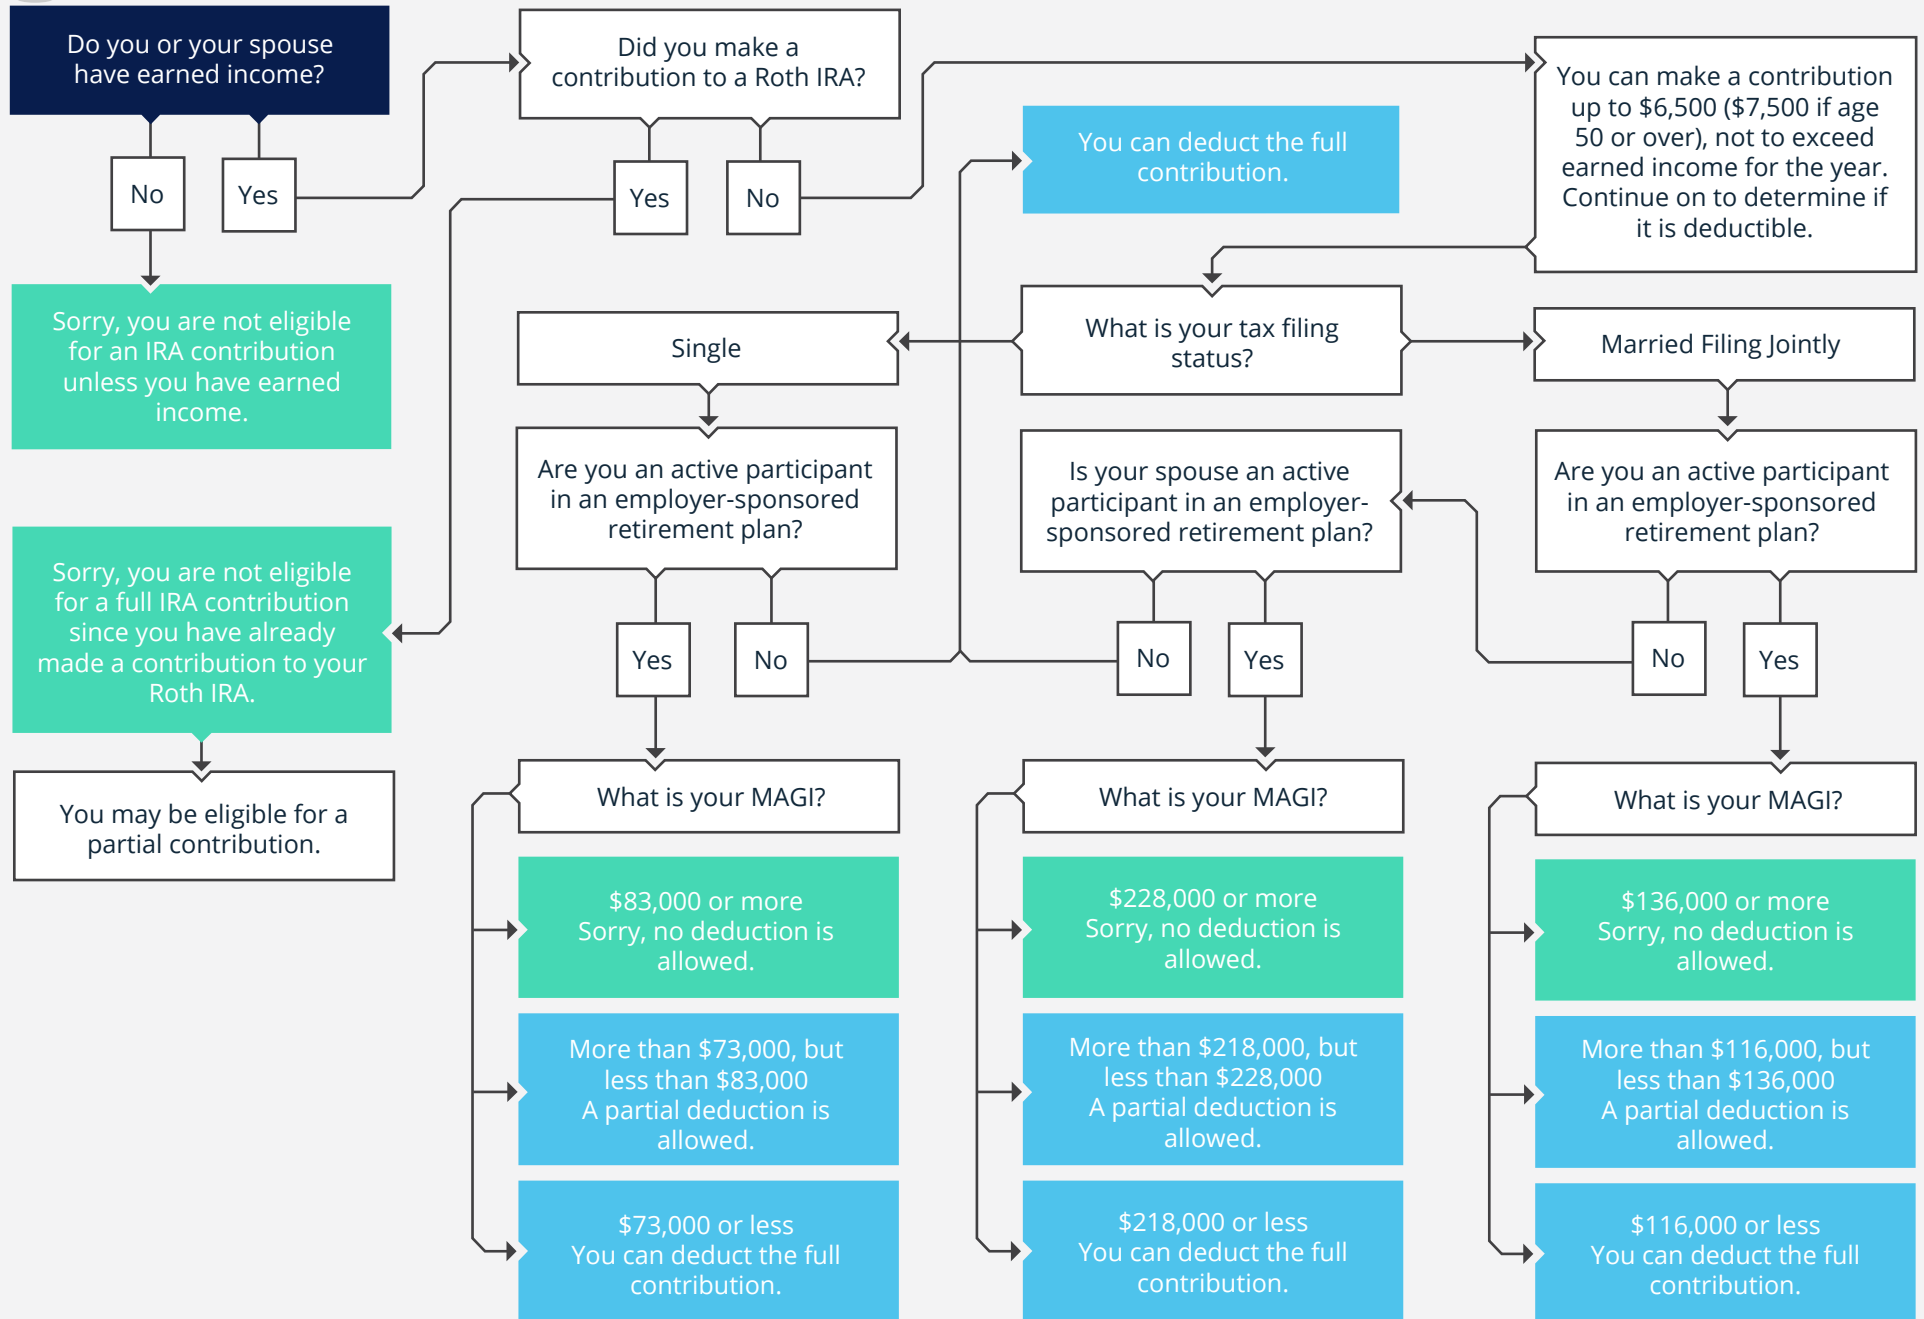 Do you or your spouse
have earned income?
No
Yes
Sorry, you are not eligible
for an IRA contribution
unless you have earned
income.
Did you make a
contribution to a Roth IRA?
Yes
No
Sorry, you are not eligible
for a full IRA contribution
since you have already
made a contribution to your
Roth IRA.
You may be eligible for a
partial contribution.
You can make a contribution
up to $6,500 ($7,500 if age
50 or over), not to exceed
earned income for the year.
Continue on to determine if
it is deductible.
You can deduct the full
contribution.
What is your tax filing
status?
Single
Married Filing Jointly
Are you an active participant
in an employer-sponsored
retirement plan?
Yes
No
Is your spouse an active
participant in an employer-
sponsored retirement plan?
No
Yes
Are you an active participant
in an employer-sponsored
retirement plan?
No
Yes
What is your MAGI?
$83,000 or more
Sorry, no deduction is
allowed.
More than $73,000, but
less than $83,000
A partial deduction is
allowed.
$73,000 or less
You can deduct the full
contribution.
What is your MAGI?
$228,000 or more
Sorry, no deduction is
allowed.
More than $218,000, but
less than $228,000
A partial deduction is
allowed.
$218,000 or less
You can deduct the full
contribution.
What is your MAGI?
$136,000 or more
Sorry, no deduction is
allowed.
More than $116,000, but
less than $136,000
A partial deduction is
allowed.
$116,000 or less
You can deduct the full
contribution.